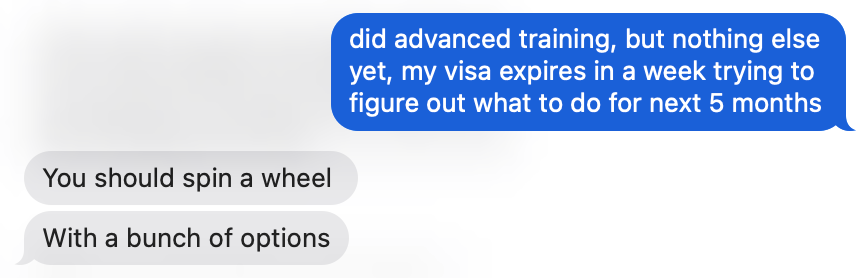 did advanced training, but nothing else
yet, my visa expires in a week trying to
figure out what to do for next 5 months
You should spin a wheel
With a bunch of options